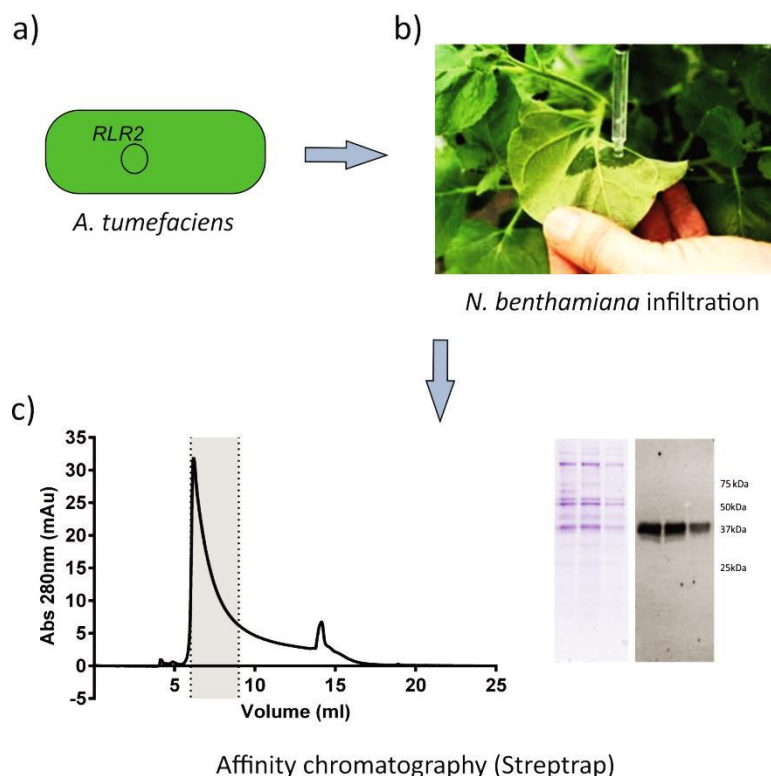 a)
RLR2
A. tumefaciens
b)
N. benthamiana infiltration
c)
35
30
25
20
15
10
5
0
-5
Abs 280nm (mAu)
5
10
15
20
25
Volume (ml)
75 kDa
50kDa
37kDa
25kDa
Affinity chromatography (Streptrap)